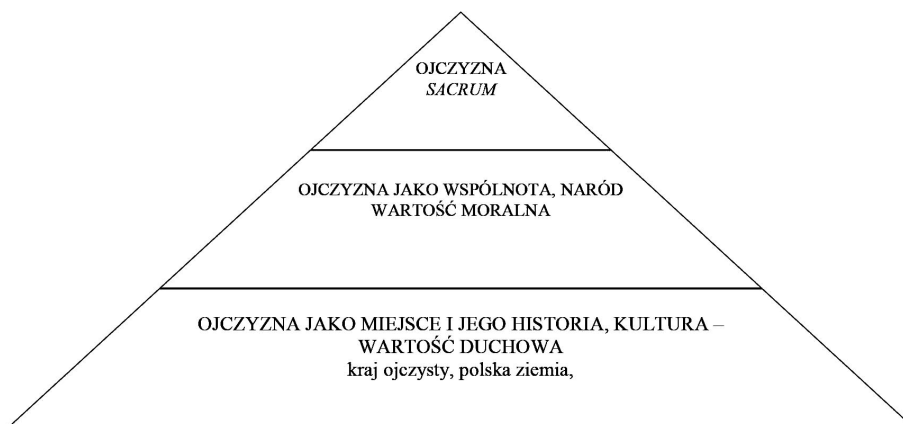 OJCZYZNA
SACRUM
OJCZYZNA JAKO WSPÓLNOTA, NARÓD
WARTOŚĆ MORALNA
OJCZYZNA JAKO MIEJSCE I JEGO HISTORIA, KULTURA –
WARTOŚĆ DUCHOWA
kraj ojczysty, polska ziemia,